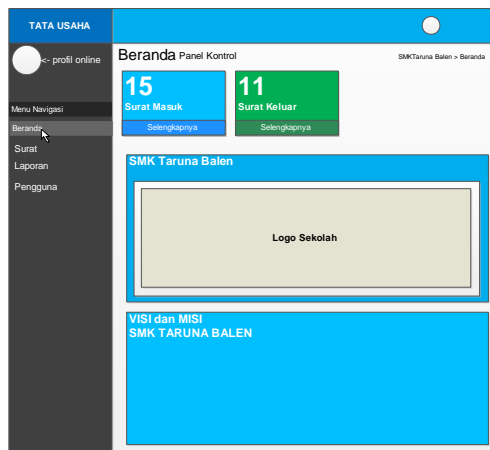 TATA USAHA
<- profil online
Menu Navigasi
Beranda
Surat
Laporan
Pengguna
Beranda Panel Kontrol
SMKTaruna Balen > Beranda
15
Surat Masuk
Selengkapnya
11
Surat Keluar
Selengkapnya
SMK Taruna Balen
Logo Sekolah
VISI dan MISI
SMK TARUNA BALEN